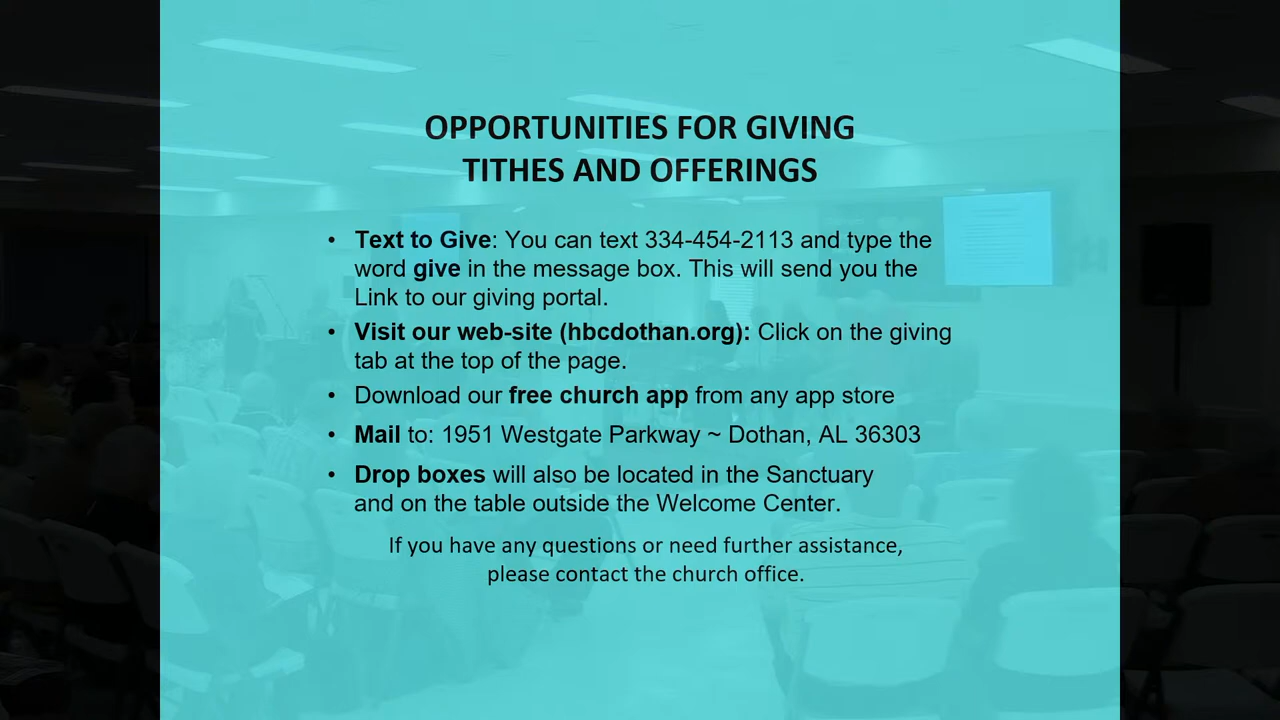 OPPORTUNITIES FOR GIVING
TITHES AND OFFERINGS
• Text to Give: You can text 334-454-2113 and type the
word give in the message box. This will send you the
Link to our giving portal.
• Visit our web-site (hbcdothan.org): Click on the giving
tab at the top of the page.
• Download our free church app from any app store
• Mail to: 1951 Westgate Parkway ~ Dothan, AL 36303
• Drop boxes will also be located in the Sanctuary
and on the table outside the Welcome Center.
If you have any questions or need further assistance,
please contact the church office.